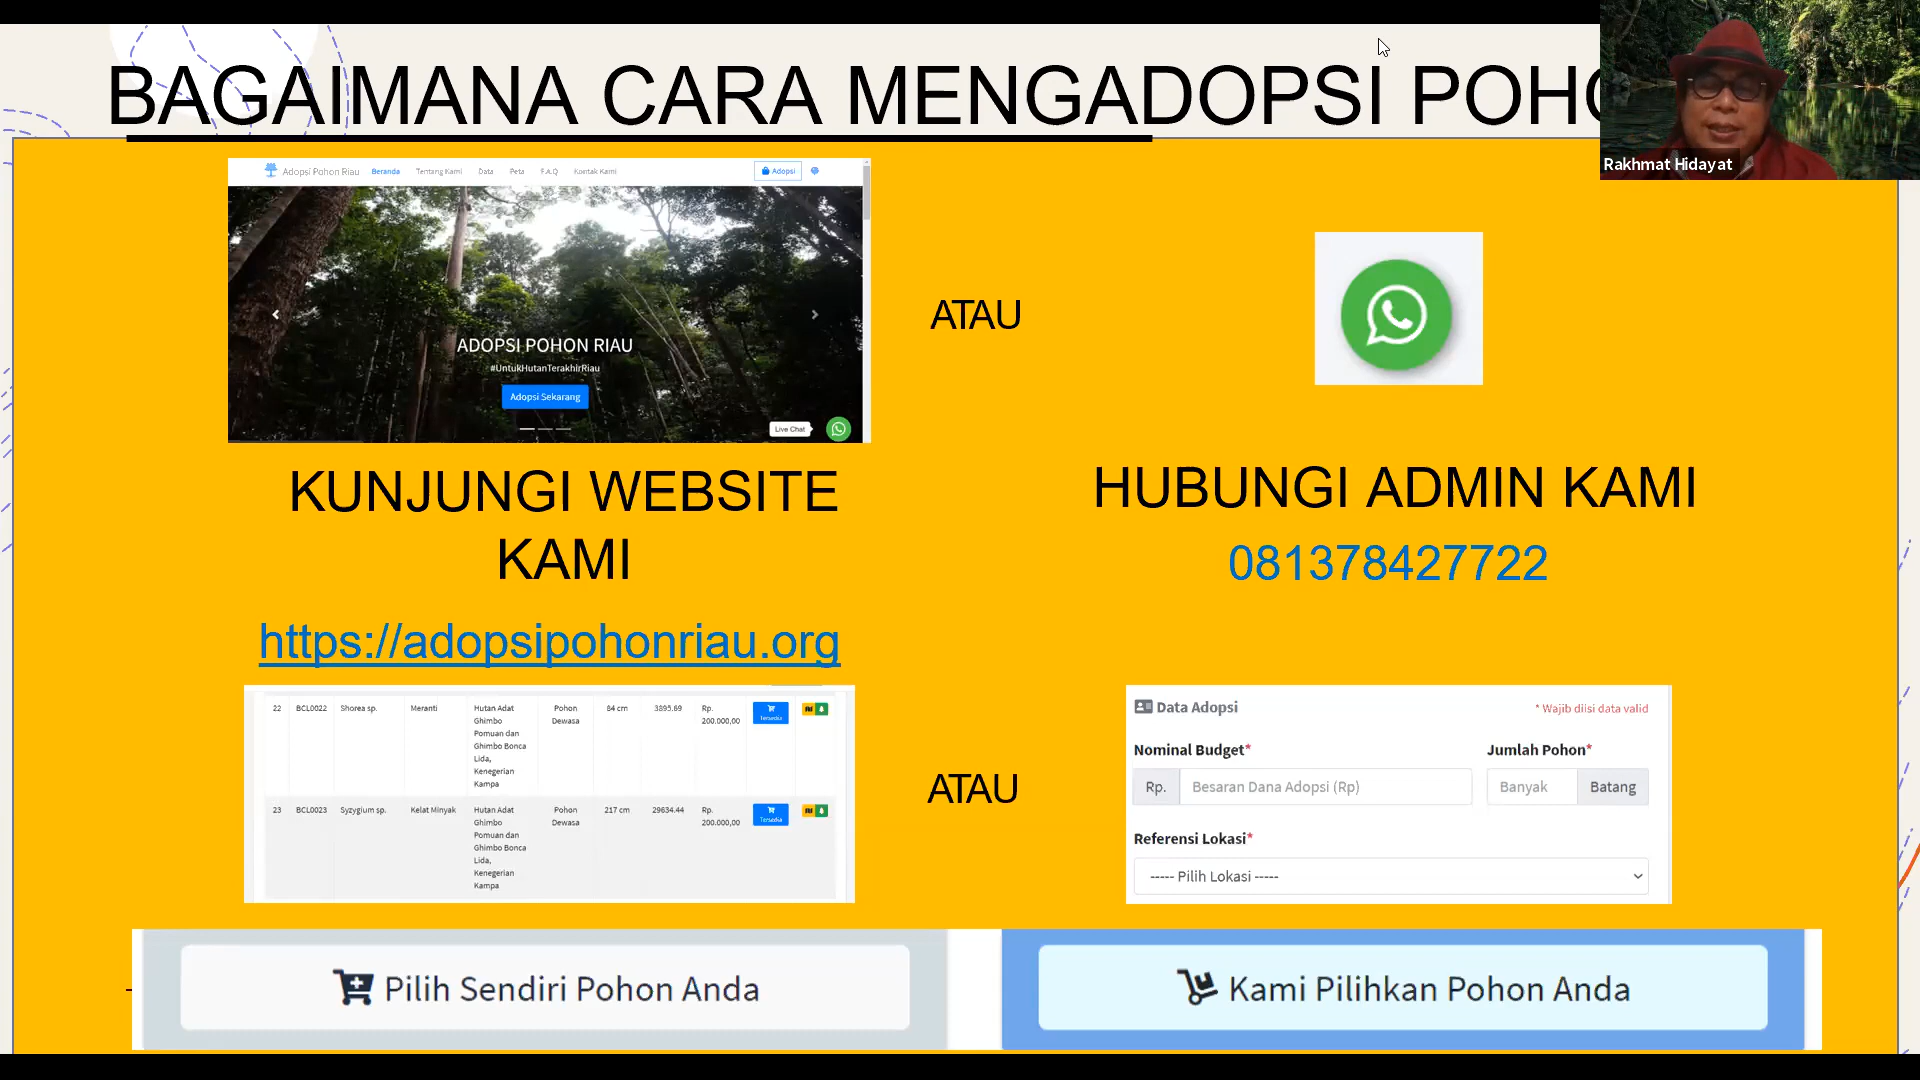 BAGAIMANA CARA MENGADOPSI POHO
Rakhmat Hidayat
Adopsi Pohon Riau Beranda Tentang Kami Data Peta F.A.Q Kontak Kami Adopsi
ADOPSI POHON RIAU
#UntukHutanTerakhirRiau
Adopsi Sekarang
Live Chat
ATAU
KUNJUNGI WEBSITE
KAMI
https://adopsipohonriau.org
HUBUNGI ADMIN KAMI
081378427722
22 BCL0022 Shorea sp. Meranti Hutan Adat Pohon 84 cm 3893.69 Rp.
Ghimbo Dewasa 200.000,00
Tersedia
Pomuan dan
Ghimbo Bonca
Lida,
Kenegerian
Kampa
23 BCL0023 Syzygium sp. Kelat Minyak Hutan Adat Pohon 217 cm 29634.44 Rp.
Ghimbo Dewasa 200.000,00
Tersedia
Pomuan dan
Ghimbo Bonca
Lida,
Kenegerian
Kampa
ATAU
Data Adopsi * Wajib diisi data valid
Nominal Budget* Jumlah Pohon*
Rp. Besaran Dana Adopsi (Rp) Banyak Batang
Referensi Lokasi*
----- Pilih Lokasi -----
Pilih Sendiri Pohon Anda
Kami Pilihkan Pohon Anda